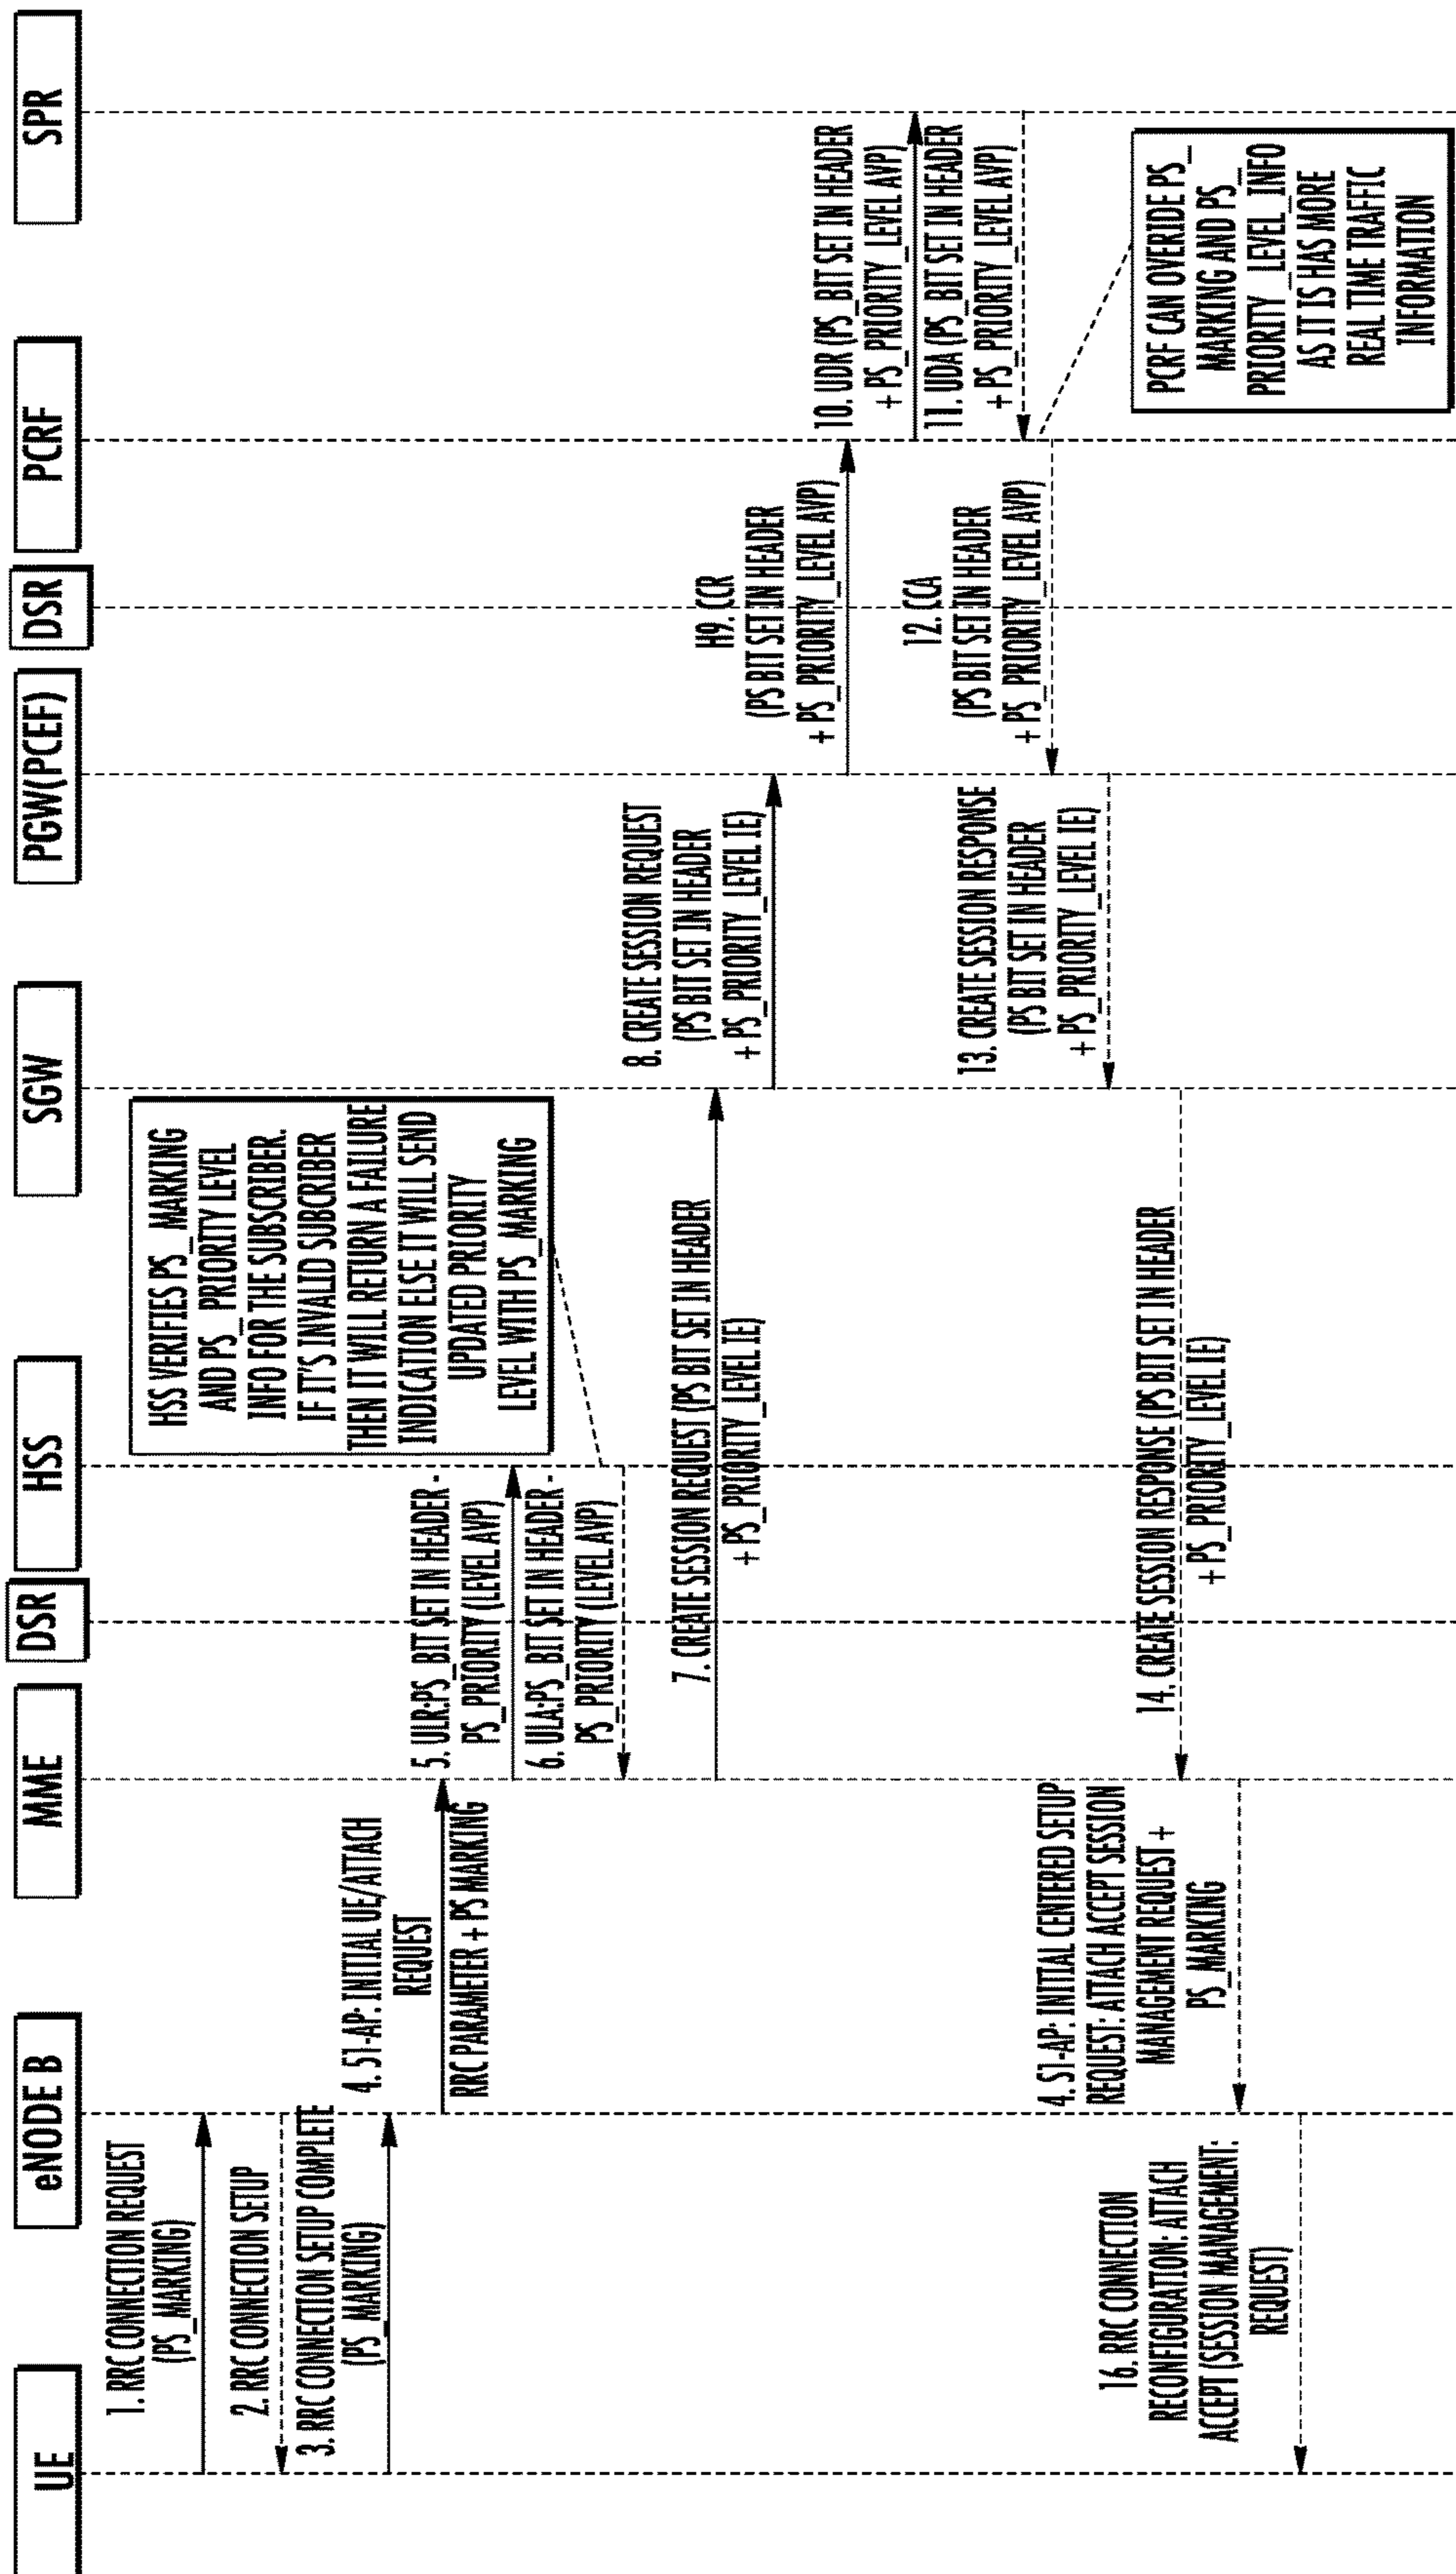 UE
eNODE B
MME
DSR
HSS
SGW
PGW(PCEF)
DSR
PCRF
SPR
1. RRC CONNECTION REQUEST
(PS_MARKING)
2. RRC CONNECTION SETUP
3. RRC CONNECTION SETUP COMPLETE
(PS_MARKING)
4. S1-AP: INITIAL UE/ATTACH
REQUEST
RRC PARAMETER + PS MARKING
5. ULR:PS_BIT SET IN HEADER -
PS_PRIORITY (LEVEL AVP)
6. ULA:PS_BIT SET IN HEADER -
PS_PRIORITY (LEVEL AVP)
HSS VERIFIES PS_ MARKING
AND PS_ PRIORITY LEVEL
INFO FOR THE SUBSCRIBER.
IF IT'S INVALID SUBCRIBER
THEN IT WILL RETURN A FAILURE
INDICATION ELSE IT WILL SEND
UPDATED PRIORITY
LEVEL WITH PS_MARKING
7. CREATE SESSION REQUEST (PS BIT SET IN HEADER
+ PS_PRIORITY_LEVEL IE)
8. CREATE SESSION REQUEST
(PS BIT SET IN HEADER
+ PS_PRIORITY_LEVEL IE)
H9. CCR
(PS BIT SET IN HEADER
+ PS_PRIORITY_LEVEL AVP)
10. UDR (PS_BIT SET IN HEADER
+ PS_PRIORITY_LEVEL AVP)
11. UDA (PS_BIT SET IN HEADER
+ PS_PRIORITY_LEVEL AVP)
12. CCA
(PS BIT SET IN HEADER
+ PS_PRIORITY_LEVEL AVP)
PCRF CAN OVERIDE PS_
MARKING AND PS_
PRIORITY_ LEVEL_INFO
AS IT IS HAS MORE
REAL TIME TRAFFIC
INFORMATION
13. CREATE SESSION RESPONSE
(PS BIT SET IN HEADER
+ PS_PRIORITY_LEVEL IE)
14. CREATE SESSION RESPONSE (PS BIT SET IN HEADER
+ PS_PRIORITY_LEVEL IE)
4. S1-AP: INITIAL CENTERED SETUP
REQUEST: ATTACH ACCEPT SESSION
MANAGEMENT REQUEST +
PS_MARKING
16. RRC CONNECTION
RECONFIGURATION: ATTACH
ACCEPT (SESSION MANAGEMENT:
REQUEST)